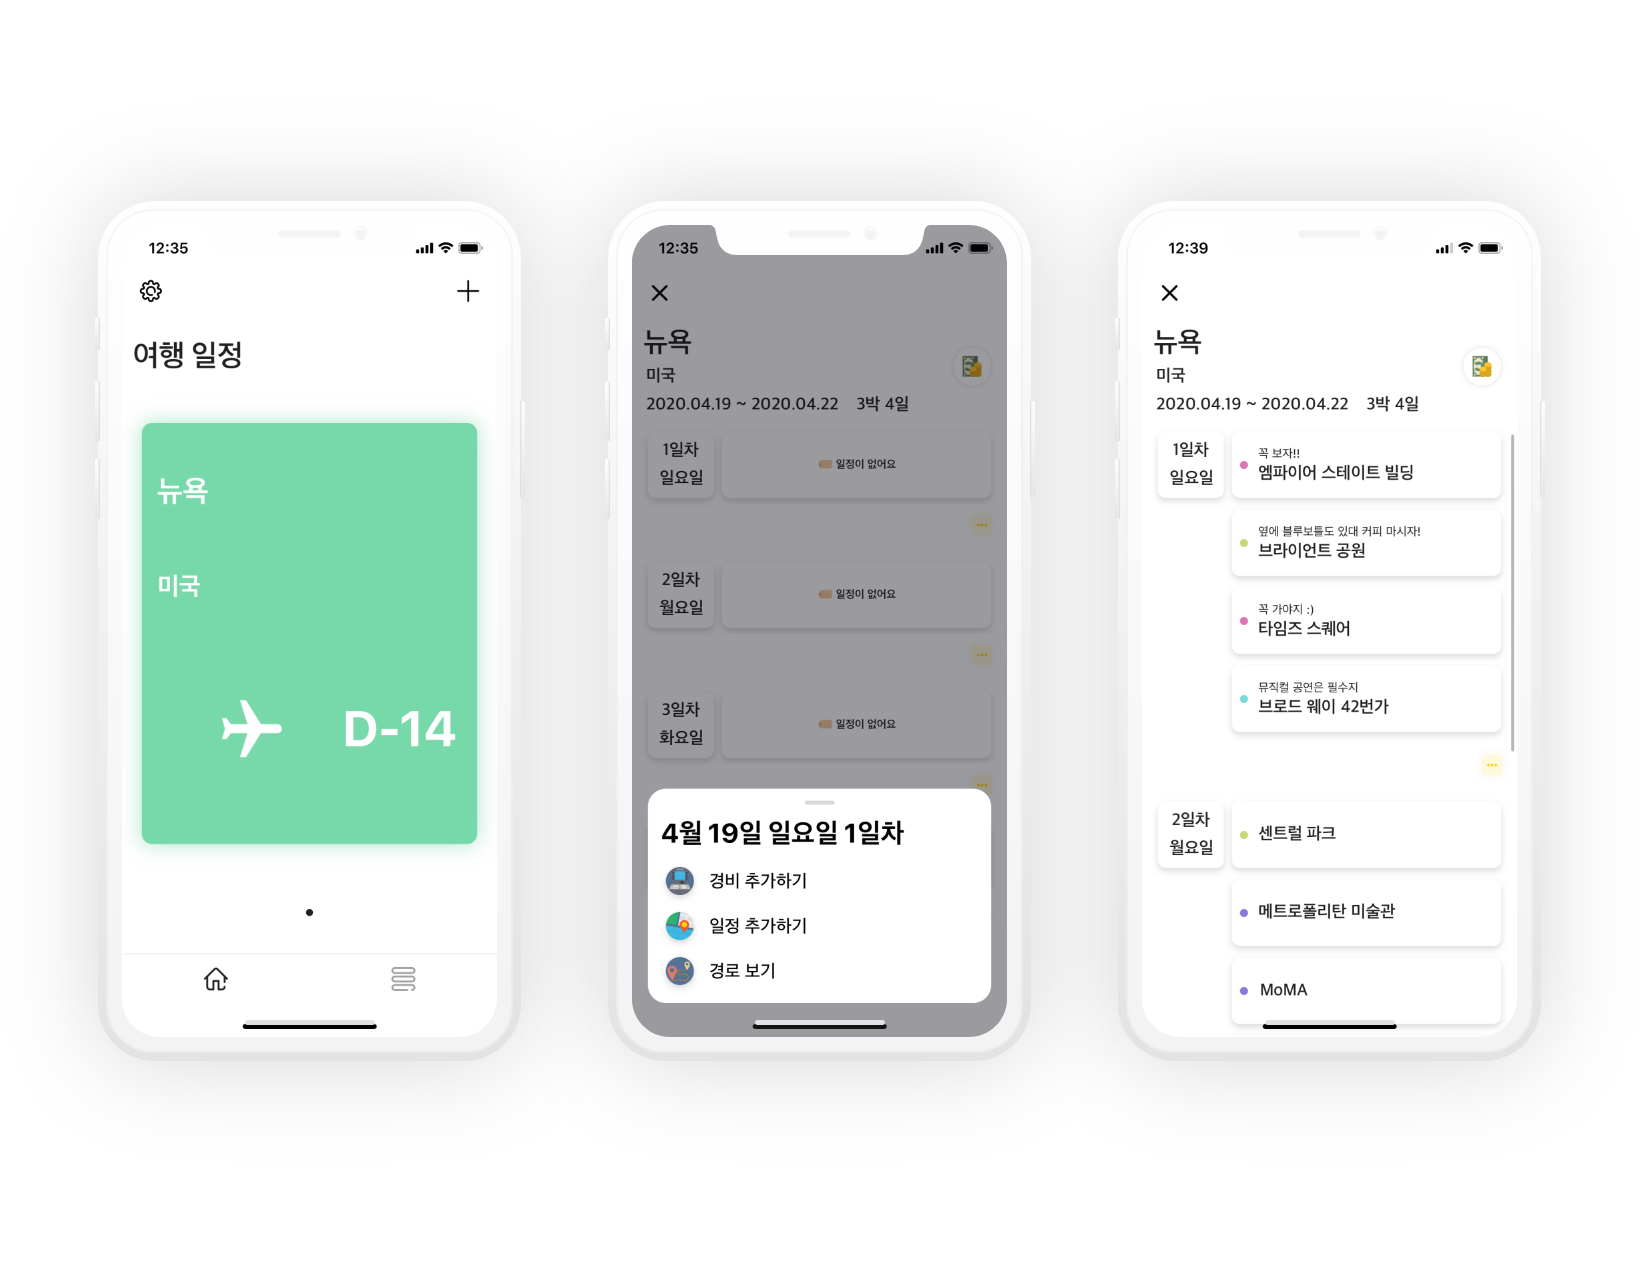 12:35
여행 일정
뉴욕
미국
D-14
12:35
뉴욕
미국
2020.04.19 ~ 2020.04.22 3박 4일
1일차
일요일
일정이 없어요
2일차
월요일
일정이 없어요
3일차
화요일
일정이 없어요
4월 19일 일요일 1일차
경비 추가하기
일정 추가하기
경로 보기
12:39
뉴욕
미국
2020.04.19 ~ 2020.04.22 3박 4일
1일차
일요일
꼭 보자!!
엠파이어 스테이트 빌딩
옆에 블루보틀도 있대 커피 마시자!
브라이언트 공원
꼭 가야지 :)
타임즈 스퀘어
뮤직컬 공연은 필수지
브로드 웨이 42번가
2일차
월요일
센트럴 파크
메트로폴리탄 미술관
MoMA